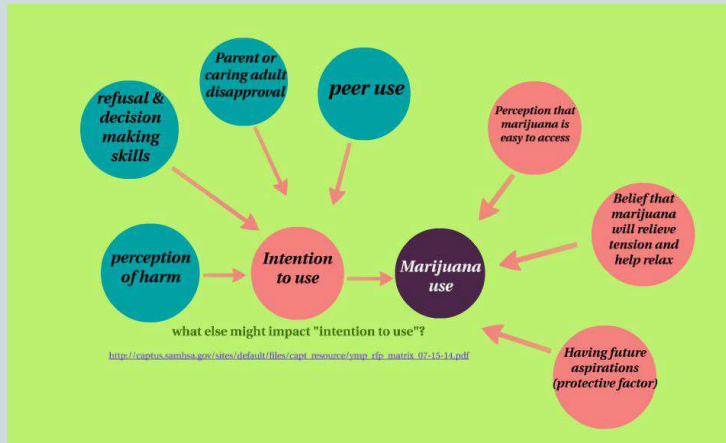 refusal &
decision
making
skills
Parent or
caring adult
disapproval
peer use
Perception that
marijuana is
easy to access
Belief that
marijuana
will relieve
tension and
help relax
perception
of harm
Intention
to use
Marijuana
use
what else might impact "intention to use"?
http://captus.samhsa.gov/sites/default/files/capt_resource/ymp_rfp_matrix_07-15-14.pdf
Having future
aspirations
(protective factor)